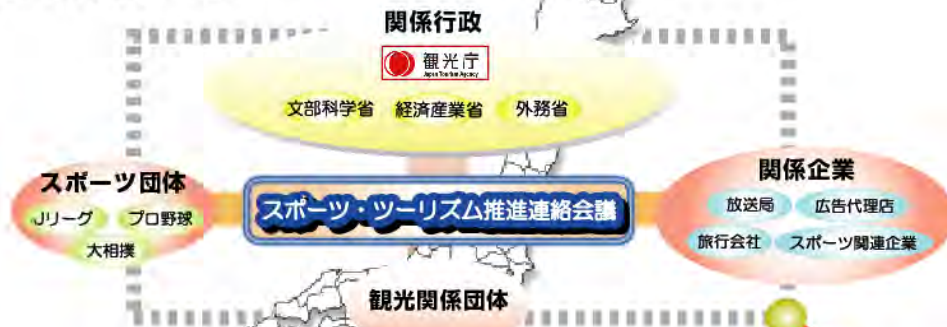 関係行政
観光庁
Japan Tourism Agency
文部科学省 経済産業省 外務省
スポーツ団体
Jリーグ プロ野球
大相撲
スポーツ・ツーリズム推進連絡会議
関係企業
放送局 広告代理店
旅行会社 スポーツ関連企業
観光関係団体